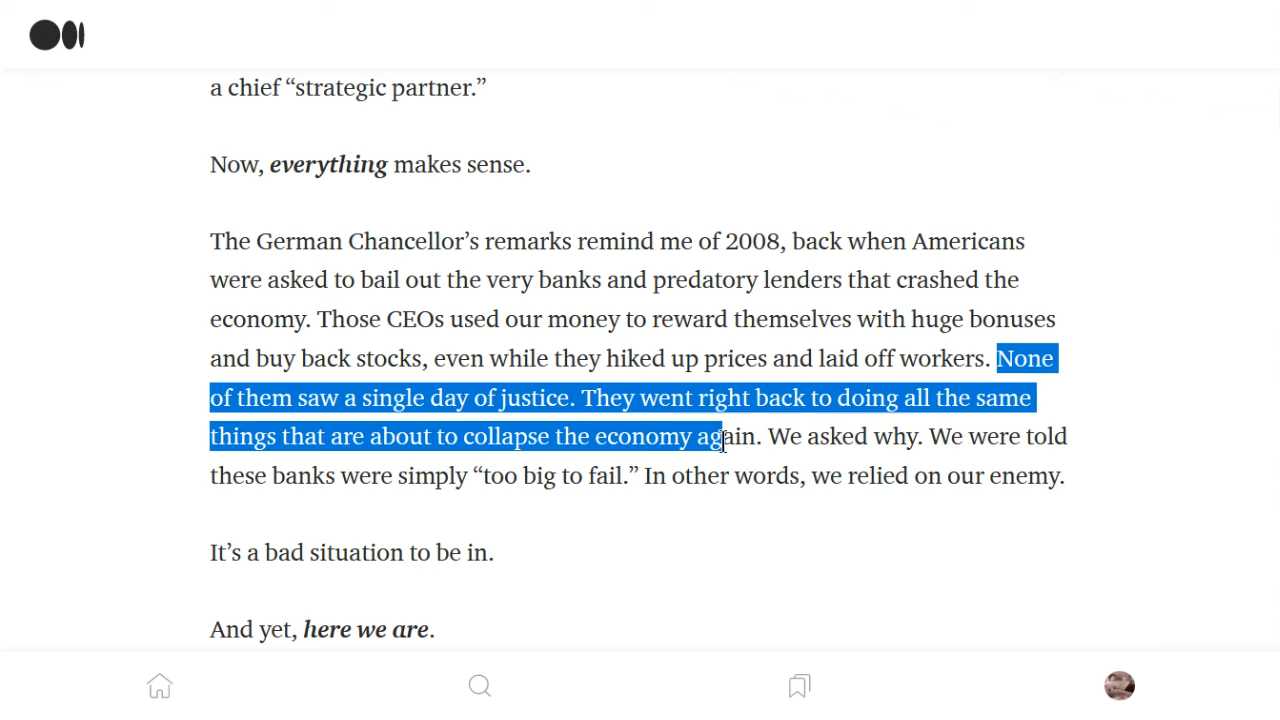 a chief “strategic partner.”
Now, everything makes sense.
The German Chancellor’s remarks remind me of 2008, back when Americans
were asked to bail out the very banks and predatory lenders that crashed the
economy. Those CEOs used our money to reward themselves with huge bonuses
and buy back stocks, even while they hiked up prices and laid off workers. None
of them saw a single day of justice. They went right back to doing all the same
things that are about to collapse the economy again. We asked why. We were told
these banks were simply “too big to fail.” In other words, we relied on our enemy.
It’s a bad situation to be in.
And yet, here we are.